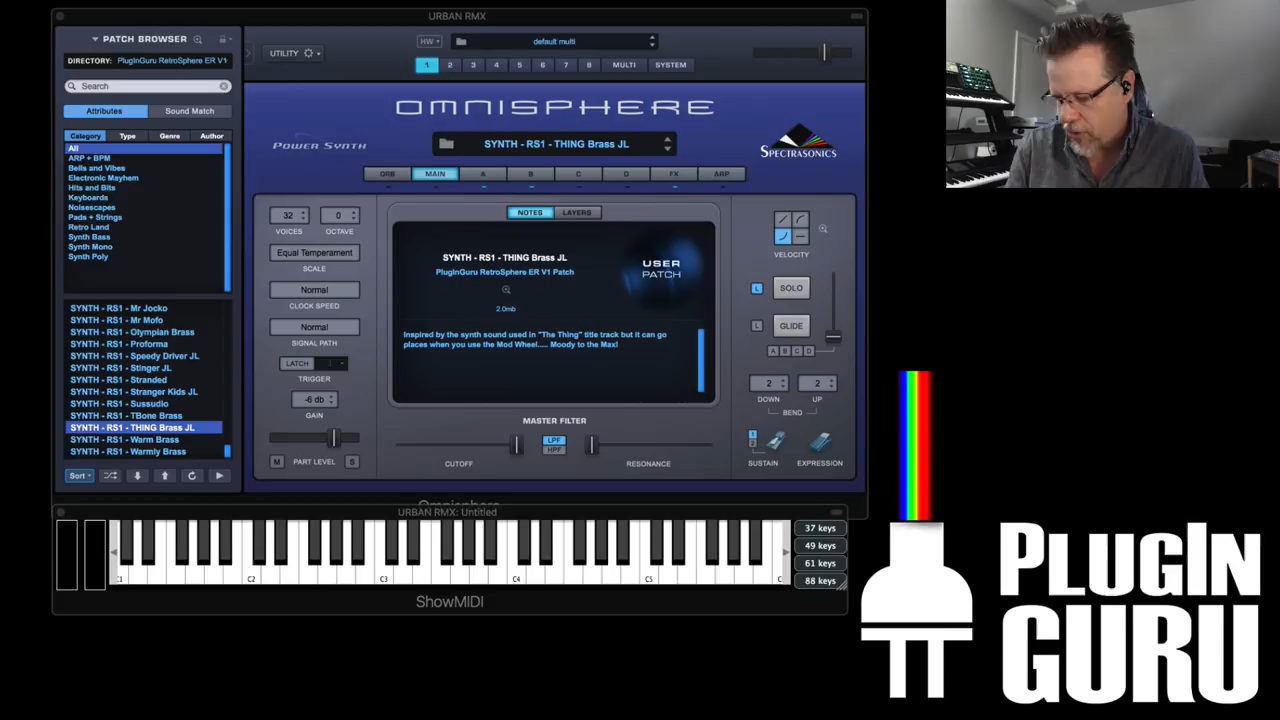 URBAN RMX
PATCH BROWSER
DIRECTORY: PlugInGuru RetroSphere ER V1
Search
Attributes
Sound Match
Category
Type
Genre
Author
All
ARP + BPM
Bells and Vibes
Electronic Mayhem
Hits and Bits
Keyboards
Noisescapes
Pads + Strings
Retro Land
Synth Bass
Synth Mono
Synth Poly
SYNTH - RS1 - Mr Jocko
SYNTH - RS1 - Mr Mofo
SYNTH - RS1 - Olympian Brass
SYNTH - RS1 - Proforma
SYNTH - RS1 - Speedy Driver JL
SYNTH - RS1 - Stinger JL
SYNTH - RS1 - Stranded
SYNTH - RS1 - Stranger Kids JL
SYNTH - RS1 - Sussudio
SYNTH - RS1 - TBone Brass
SYNTH - RS1 - THING Brass JL
SYNTH - RS1 - Warm Brass
SYNTH - RS1 - Warmly Brass
Sort
UTILITY
HW
default multi
1 2 3 4 5 6 7 8 MULTI SYSTEM
OMNISPHERE
POWER SYNTH
SYNTH - RS1 - THING Brass JL
SPECTRASONICS
ORB MAIN A B C D FX ARP
32
0
VOICES
OCTAVE
Equal Temperament
SCALE
Normal
CLOCK SPEED
Normal
SIGNAL PATH
LATCH
TRIGGER
-6 db
GAIN
M PART LEVEL S
NOTES
LAYERS
SYNTH - RS1 - THING Brass JL
PlugInGuru RetroSphere ER V1 Patch
2.0mb
USER
PATCH
Inspired by the synth sound used in "The Thing" title track but it can go
places when you use the Mod Wheel..... Moody to the Max!
MASTER FILTER
LPF
HPF
CUTOFF
RESONANCE
VELOCITY
L
SOLO
L
GLIDE
A B C D
2
2
DOWN
UP
BEND
1
2
SUSTAIN
EXPRESSION
Omnisphere
URBAN RMX: Untitled
37 keys
49 keys
61 keys
88 keys
C1
C2
C3
C4
C5
C
ShowMIDI
PLUGIN
GURU